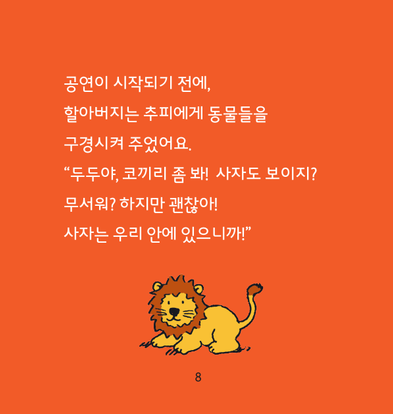 공연이 시작되기 전에,
할아버지는 추피에게 동물들을
구경시켜 주었어요.
“두두야, 코끼리 좀 봐! 사자도 보이지?
무서워? 하지만 괜찮아!
사자는 우리 안에 있으니까!”
8